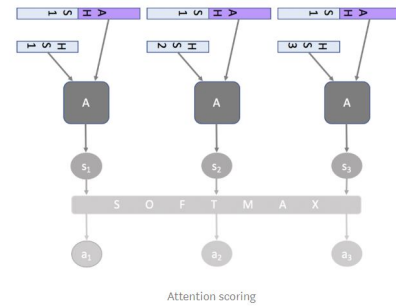 A H S 1 A H S 1 A H S 1
H S 1 H S 2 H S 3
A A A
s1 s2 s3
S O F T M A X
a1 a2 a3
Attention scoring